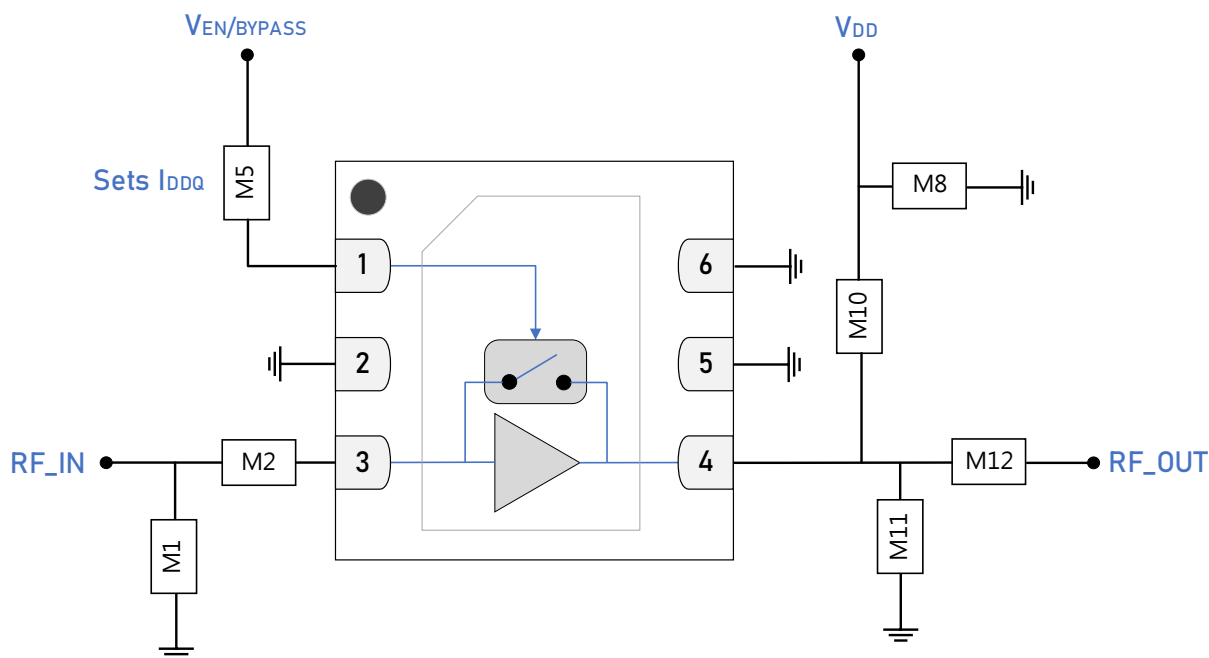 VEN/BYPASS
VDD
Sets IDDQ
M5
M8
1
6
M10
2
5
RF_IN
M2
3
4
M12
RF_OUT
M1
M11